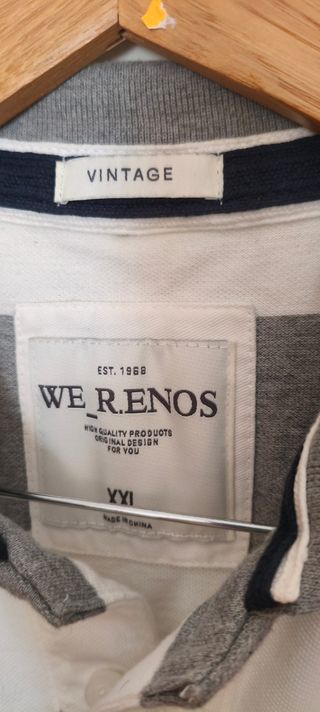 VINTAGE
EST. 1968
WE_R.ENOS
HIGH QUALITY PRODUCTS
ORIGINAL DESIGN
FOR YOU
XXL
MADE IN CHINA